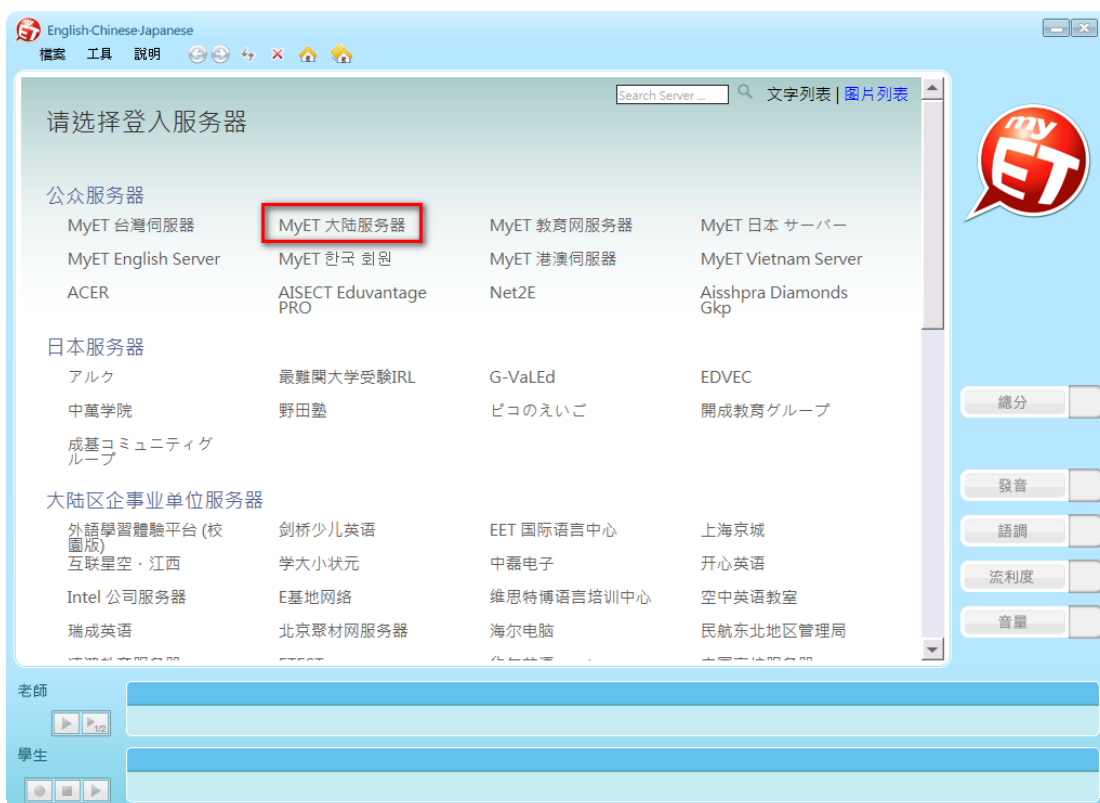 English·Chinese·Japanese
檔案 工具 說明
Search Server ... 文字列表 | 图片列表
请选择登入服务器
my
ET
公众服务器
MyET 台灣伺服器 MyET 大陆服务器 MyET 教育网服务器 MyET 日本 サーバー
MyET English Server MyET 한국 회원 MyET 港澳伺服器 MyET Vietnam Server
ACER AISECT Eduvantage PRO Net2E Aisshpra Diamonds Gkp
日本服务器
アルク 最難関大学受験IRL G-VaLEd EDVEC
中萬学院 野田塾 ピコのえいご 開成教育グループ
成基コミュニティグループ
大陆区企事业单位服务器
外語學習體驗平台 (校園版) 剑桥少儿英语 EET 国际语言中心 上海京城
互联星空 · 江西 学大小状元 中磊电子 开心英语
Intel 公司服务器 E基地网络 维思特博语言培训中心 空中英语教室
瑞成英语 北京聚材网服务器 海尔电脑 民航东北地区管理局
總分
發音
語調
流利度
音量
老師
1/2
學生